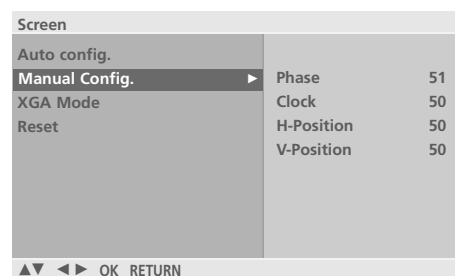 Screen
Auto config.
Manual Config. ►
XGA Mode
Reset
Phase 51
Clock 50
H-Position 50
V-Position 50
▲▼ ◄► OK RETURN